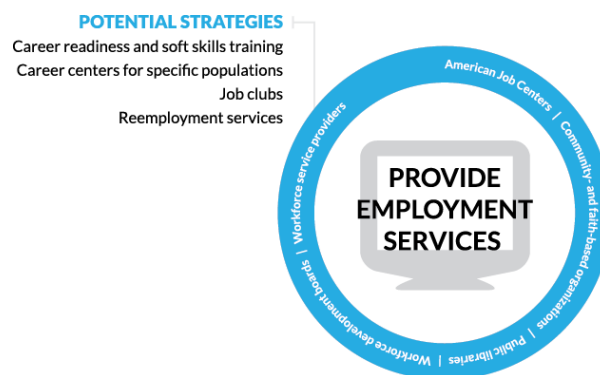 POTENTIAL STRATEGIES
Career readiness and soft skills training
Career centers for specific populations
Job clubs
Reemployment services
American Job Centers | Community- and faith-based organizations | Public libraries | Workforce development boards | Workforce service providers
PROVIDE
EMPLOYMENT
SERVICES